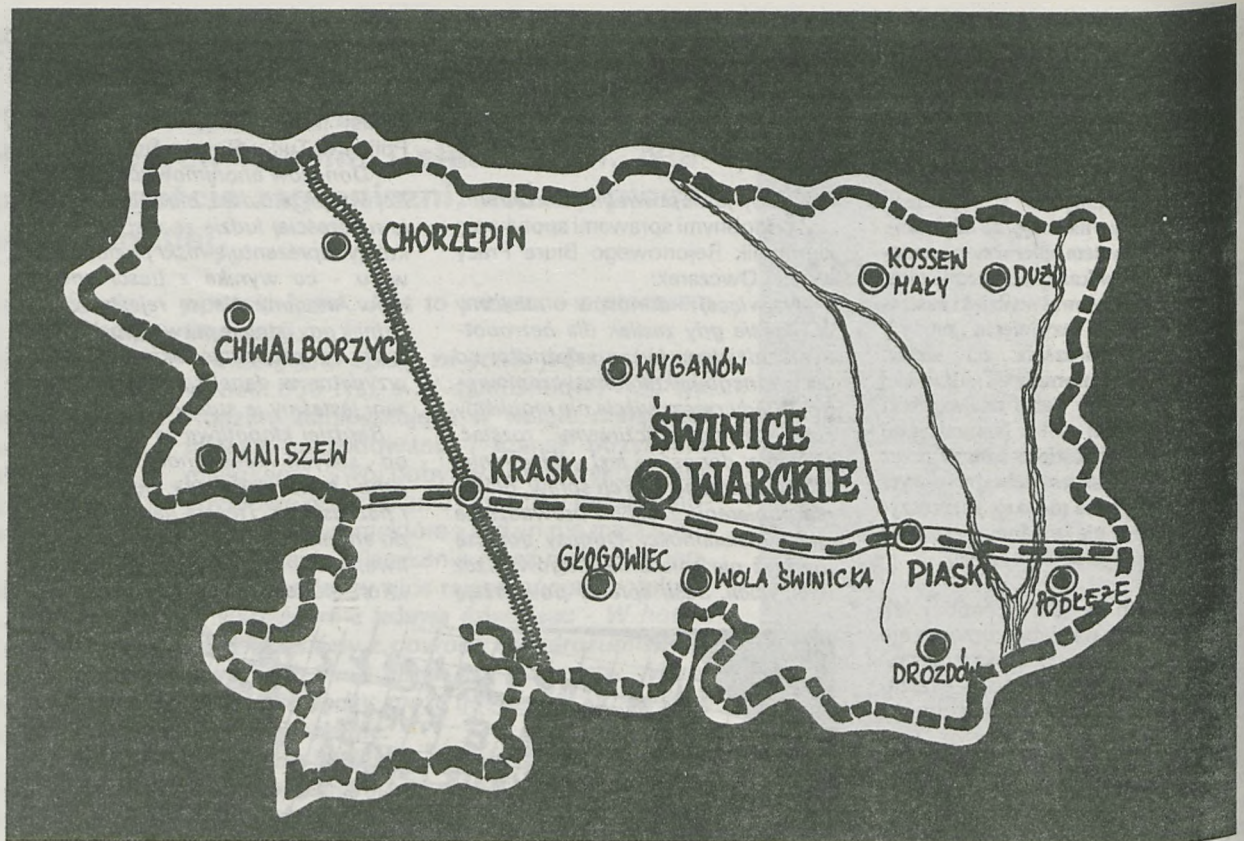 CHORZEPIN
KOSSEW
MAŁY
DUŻY
CHWALBORZYCE
WYGANÓW
ŚWINICE
WARCKIE
MNISZEW
KRASKI
GŁOGOWIEC
WOLA ŚWINICKA
PIASKI
PODŁĘŻE
DROZDÓW